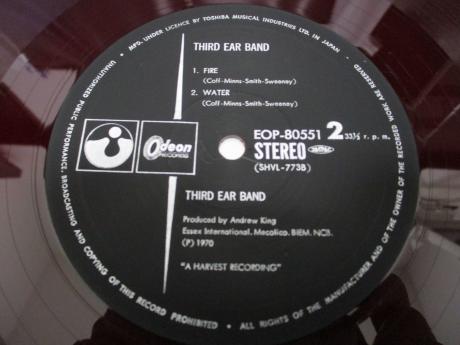 • MFD. UNDER LICENCE BY TOSHIBA MUSICAL INDUSTRIES LTD. IN JAPAN •
THIRD EAR BAND
1. FIRE
(Coff-Minns-Smith-Sweeney)
2. WATER
(Coff-Minns-Smith-Sweeney)
Odeon
RECORDS
EOP-80551
2
33⅓ r. p. m.
STEREO
(SHVL-773B)
THIRD EAR BAND
Produced by Andrew King
Essex International. Mecolico. BIEM. NCB.
(P) 1970
"A HARVEST RECORDING"
UNAUTHORIZED PUBLIC PERFORMANCE, BROADCASTING AND COPYING OF THIS RECORD PROHIBITED • ALL RIGHTS OF THE MANUFACTURER AND OF THE OWNER OF THE RECORDED WORK ARE RESERVED